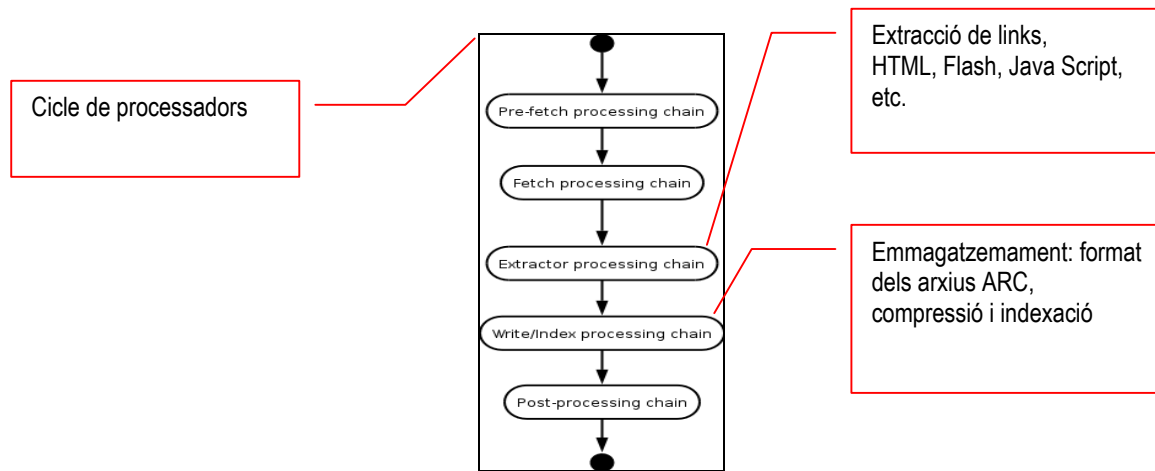 Cicle de processadors
Pre-fetch processing chain
Fetch processing chain
Extractor processing chain
Write/Index processing chain
Post-processing chain
Extracció de links,
HTML, Flash, Java Script,
etc.
Emmagatzemament: format
dels arxius ARC,
compressió i indexació